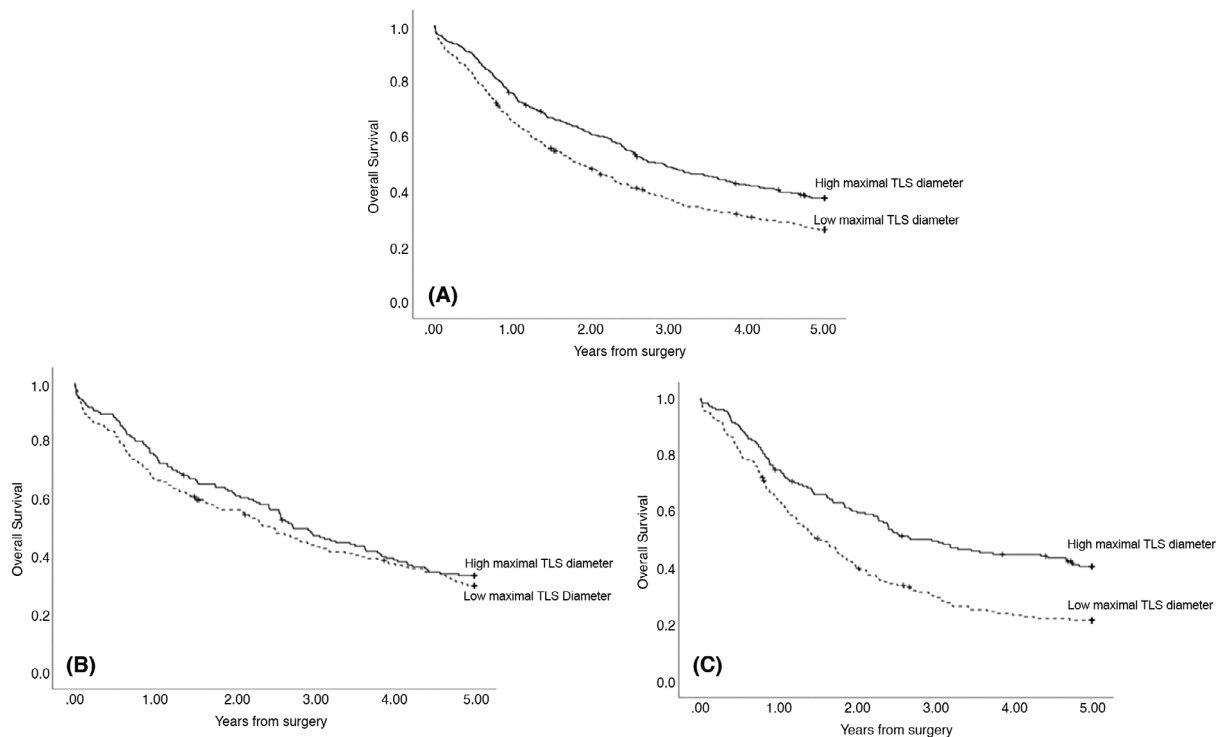 1.0
0.8
0.6
0.4
0.2
0.0
Overall Survival
High maximal TLS diameter
Low maximal TLS diameter
(A)
.00 1.00 2.00 3.00 4.00 5.00
Years from surgery
1.0
0.8
0.6
0.4
0.2
0.0
Overall Survival
High maximal TLS diameter
Low maximal TLS Diameter
(B)
.00 1.00 2.00 3.00 4.00 5.00
Years from surgery
1.0
0.8
0.6
0.4
0.2
0.0
Overall Survival
High maximal TLS diameter
Low maximal TLS diameter
(C)
.00 1.00 2.00 3.00 4.00 5.00
Years from surgery